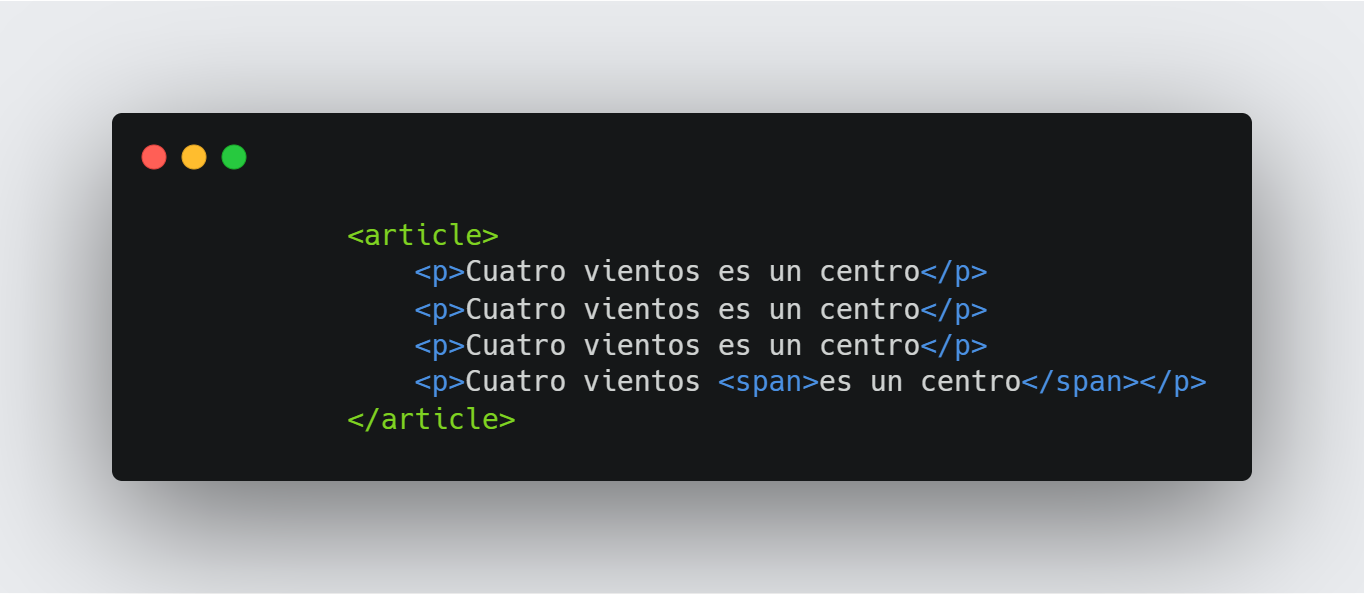 <article>
<p>Cuatro vientos es un centro</p>
<p>Cuatro vientos es un centro</p>
<p>Cuatro vientos es un centro</p>
<p>Cuatro vientos <span>es un centro</span></p>
</article>